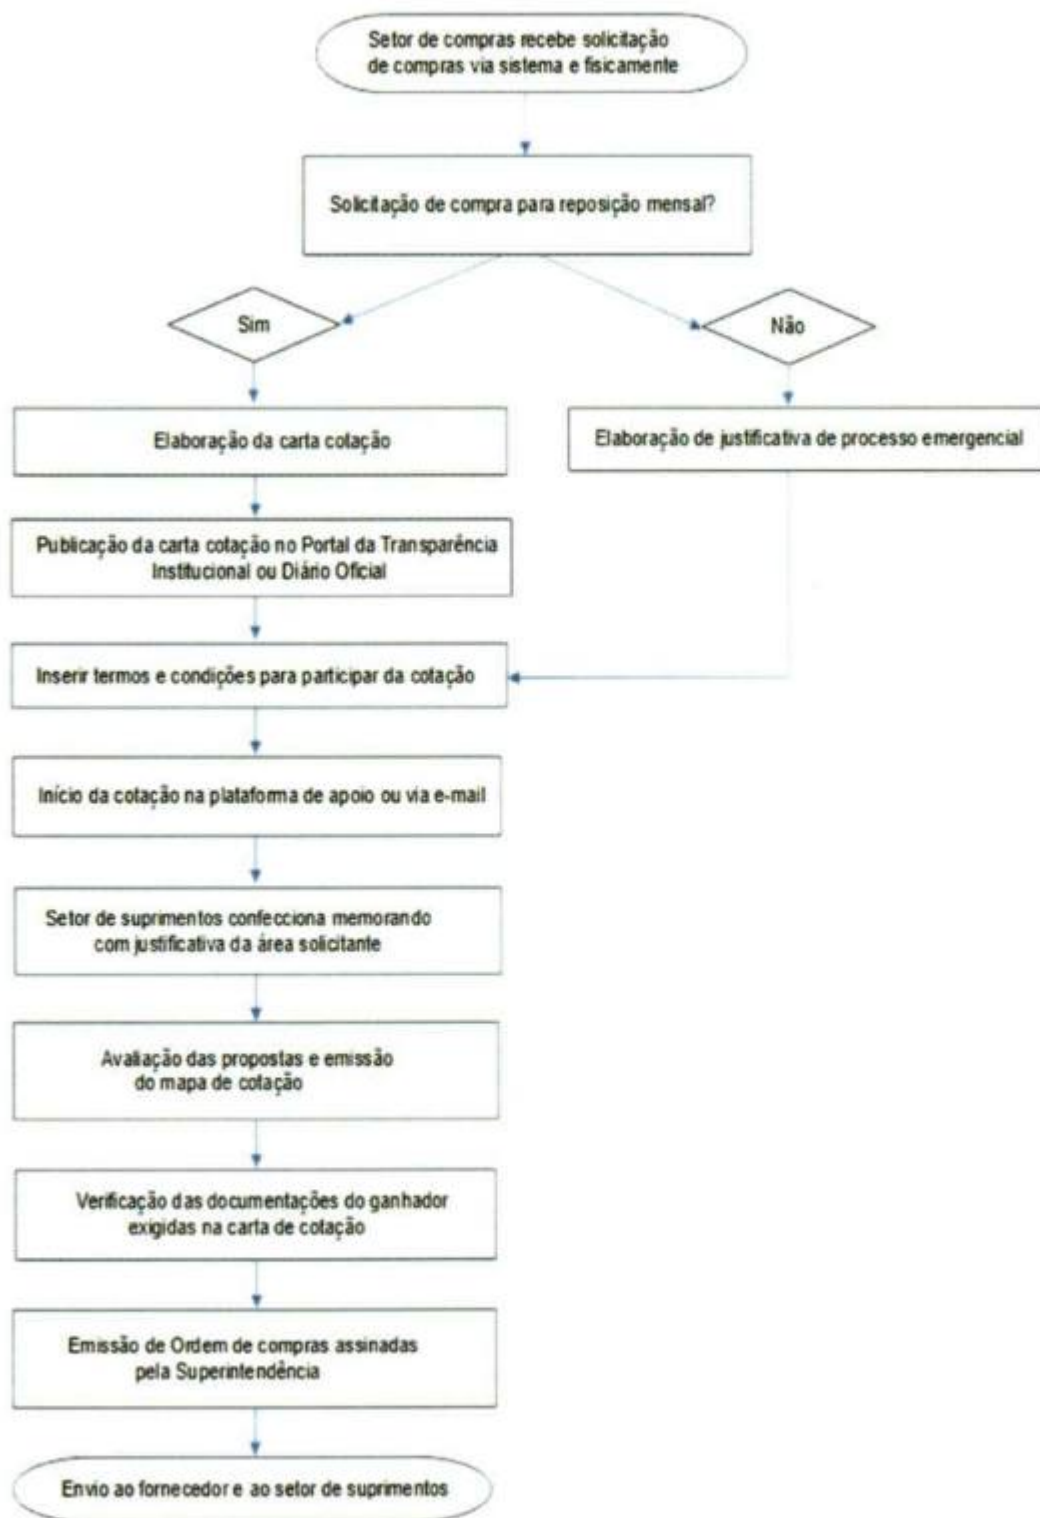 Setor de compras recebe solicitação
de compras via sistema e fisicamente
Solicitação de compra para reposição mensal?
Sim
Não
Elaboração da carta cotação
Elaboração de justificativa de processo emergencial
Publicação da carta cotação no Portal da Transparência
Institucional ou Diário Oficial
Inserir termos e condições para participar da cotação
Início da cotação na plataforma de apoio ou via e-mail
Setor de suprimentos confecciona memorando
com justificativa da área solicitante
Avaliação das propostas e emissão
do mapa de cotação
Verificação das documentações do ganhador
exigidas na carta de cotação
Emissão de Ordem de compras assinadas
pela Superintendência
Envio ao fornecedor e ao setor de suprimentos